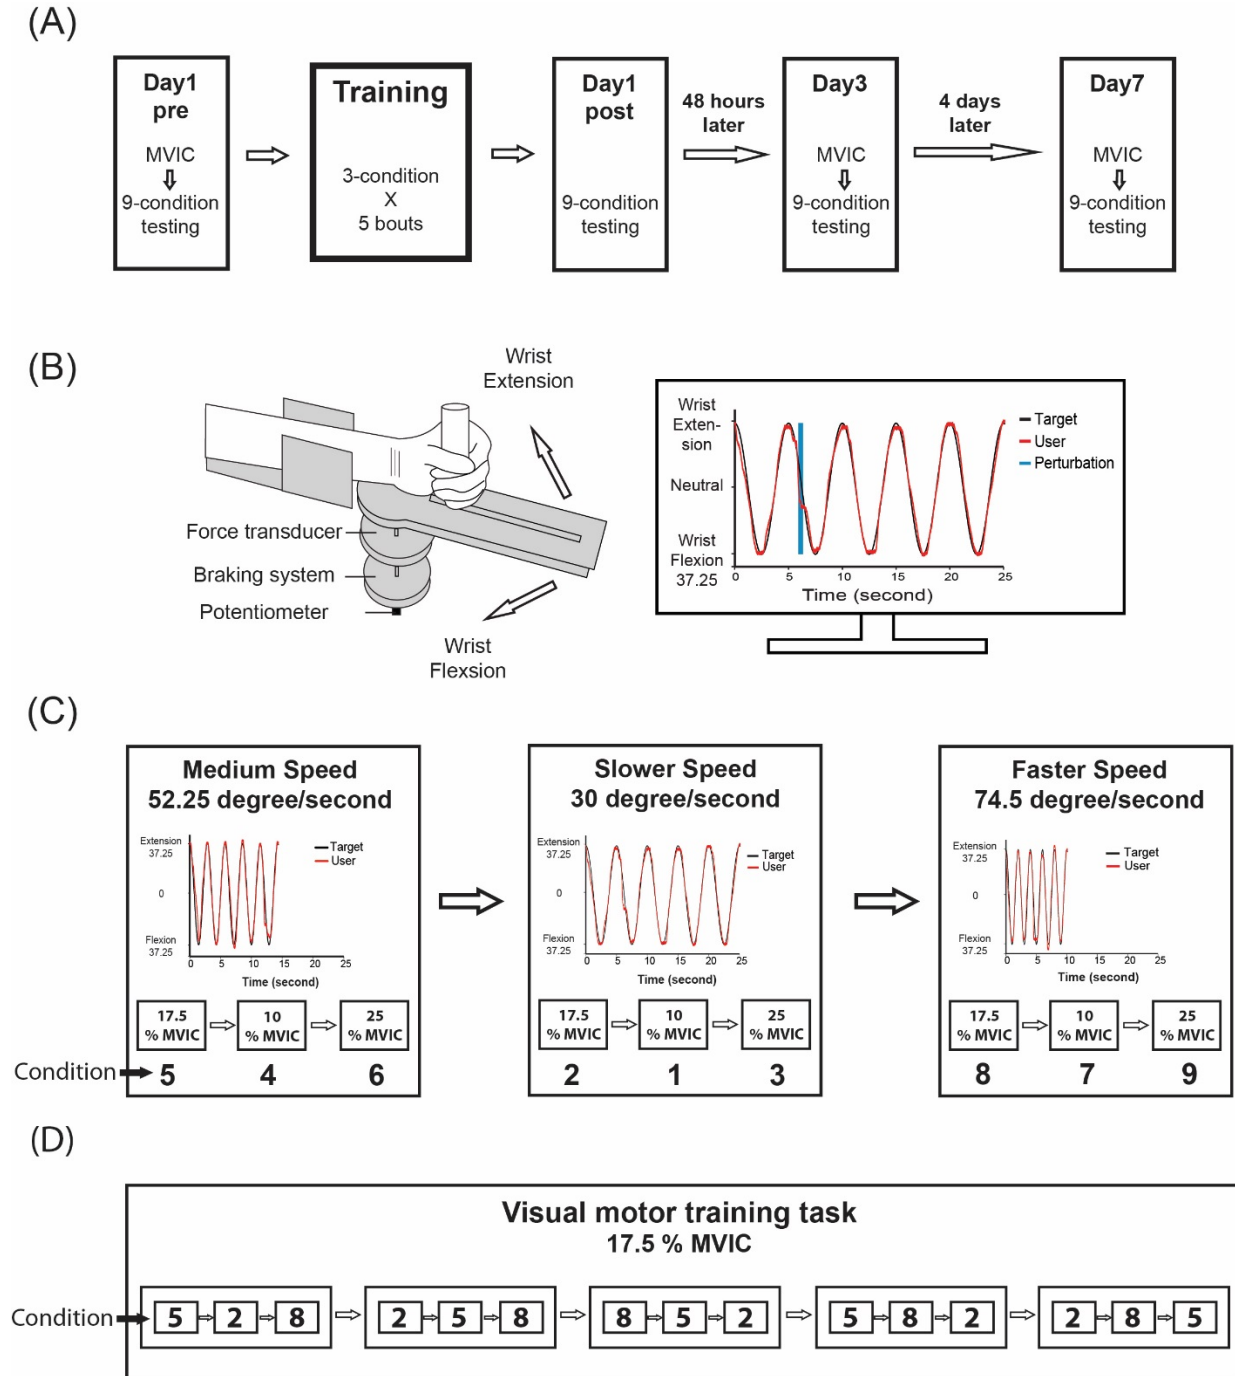 (A)
Day1
pre
MVIC
9-condition
testing
Training
3-condition
X
5 bouts
Day1
post
9-condition
testing
48 hours
later
Day3
MVIC
9-condition
testing
4 days
later
Day7
MVIC
9-condition
testing
(B)
Wrist
Extension
Force transducer
Braking system
Potentiometer
Wrist
Flexsion
Wrist
Exten-
sion
Neutral
Wrist
Flexion
37.25
0 5 10 15 20 25
Time (second)
Target
User
Perturbation
(C)
Medium Speed
52.25 degree/second
Extension
37.25
0
Flexion
37.25
Target
User
0 5 10 15 20 25
Time (second)
17.5
% MVIC
10
% MVIC
25
% MVIC
Condition
5 4 6
Slower Speed
30 degree/second
Extension
37.25
0
Flexion
37.25
Target
User
0 5 10 15 20 25
Time (second)
17.5
% MVIC
10
% MVIC
25
% MVIC
2 1 3
Faster Speed
74.5 degree/second
Extension
37.25
0
Flexion
37.25
Target
User
0 5 10 15 20 25
Time (second)
17.5
% MVIC
10
% MVIC
25
% MVIC
8 7 9
(D)
Visual motor training task
17.5 % MVIC
Condition
5 2 8 2 5 8 8 5 2 5 8 2 2 8 5